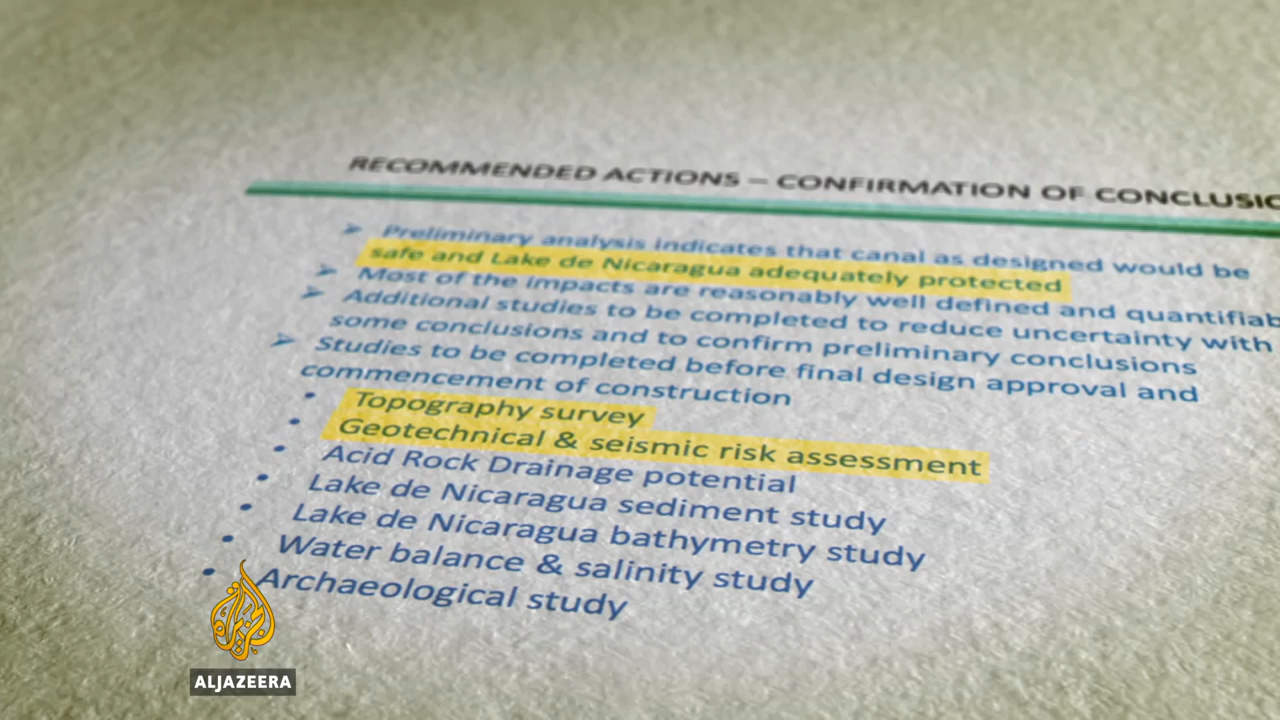 RECOMMENDED ACTIONS – CONFIRMATION OF
➢ Preliminary analysis indicates that canal as designed would be
safe and Lake de Nicaragua adequately protected
➢ Most of the impacts are reasonably well defined and
➢ Additional studies to be completed to reduce uncertainty with
some conclusions and to confirm preliminary conclusions
➢ Studies to be completed before final design approval and
commencement of construction
• Topography survey
• Geotechnical & seismic risk assessment
• Acid Rock Drainage potential
• Lake de Nicaragua sediment study
• Lake de Nicaragua bathymetry study
• Water balance & salinity study
• Archaeological study
الجزيرة
ALJAZEERA